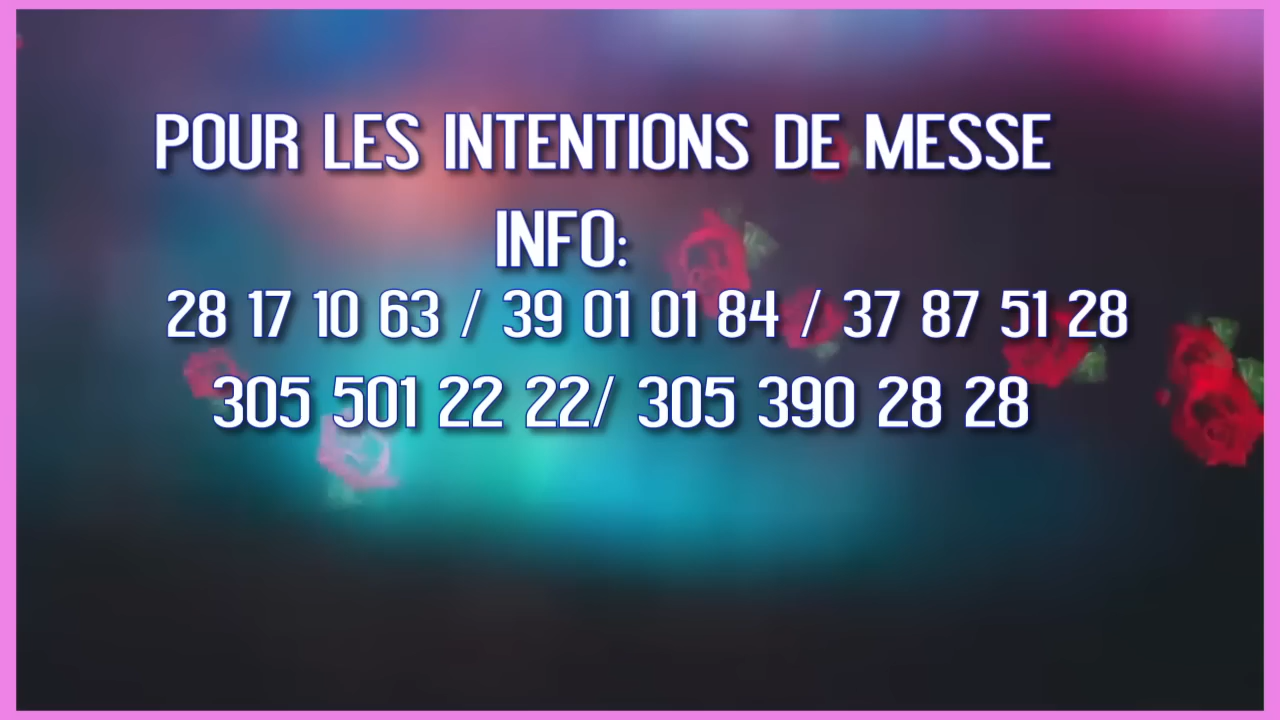 POUR LES INTENTIONS DE MESSE
INFO:
28 17 10 63 / 39 01 01 84 / 37 87 51 28
305 501 22 22/ 305 390 28 28